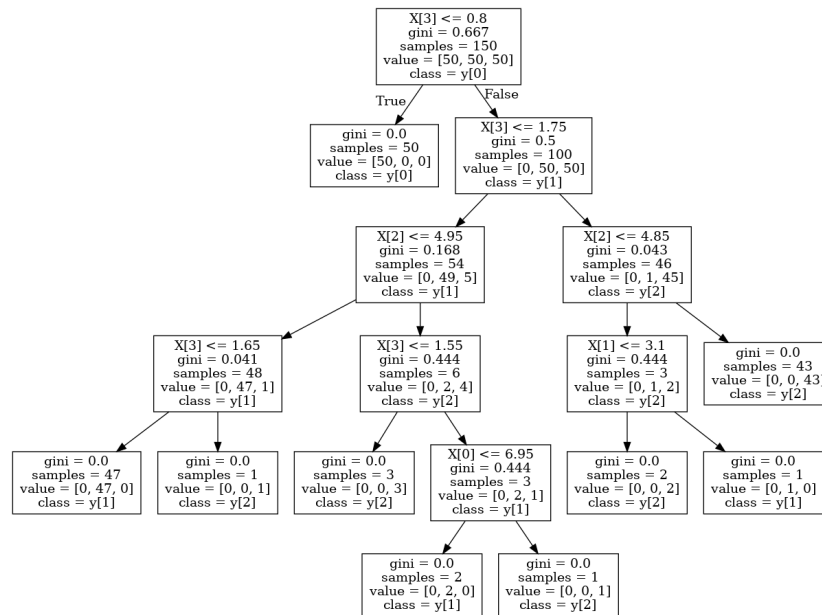 X[3] <= 0.8
gini = 0.667
samples = 150
value = [50, 50, 50]
class = y[0]
True
False
gini = 0.0
samples = 50
value = [50, 0, 0]
class = y[0]
X[3] <= 1.75
gini = 0.5
samples = 100
value = [0, 50, 50]
class = y[1]
X[2] <= 4.95
gini = 0.168
samples = 54
value = [0, 49, 5]
class = y[1]
X[2] <= 4.85
gini = 0.043
samples = 46
value = [0, 1, 45]
class = y[2]
X[3] <= 1.65
gini = 0.041
samples = 48
value = [0, 47, 1]
class = y[1]
X[3] <= 1.55
gini = 0.444
samples = 6
value = [0, 2, 4]
class = y[2]
X[1] <= 3.1
gini = 0.444
samples = 3
value = [0, 1, 2]
class = y[2]
gini = 0.0
samples = 43
value = [0, 0, 43]
class = y[2]
gini = 0.0
samples = 47
value = [0, 47, 0]
class = y[1]
gini = 0.0
samples = 1
value = [0, 0, 1]
class = y[2]
gini = 0.0
samples = 3
value = [0, 0, 3]
class = y[2]
X[0] <= 6.95
gini = 0.444
samples = 3
value = [0, 2, 1]
class = y[1]
gini = 0.0
samples = 2
value = [0, 0, 2]
class = y[2]
gini = 0.0
samples = 1
value = [0, 1, 0]
class = y[1]
gini = 0.0
samples = 2
value = [0, 2, 0]
class = y[1]
gini = 0.0
samples = 1
value = [0, 0, 1]
class = y[2]